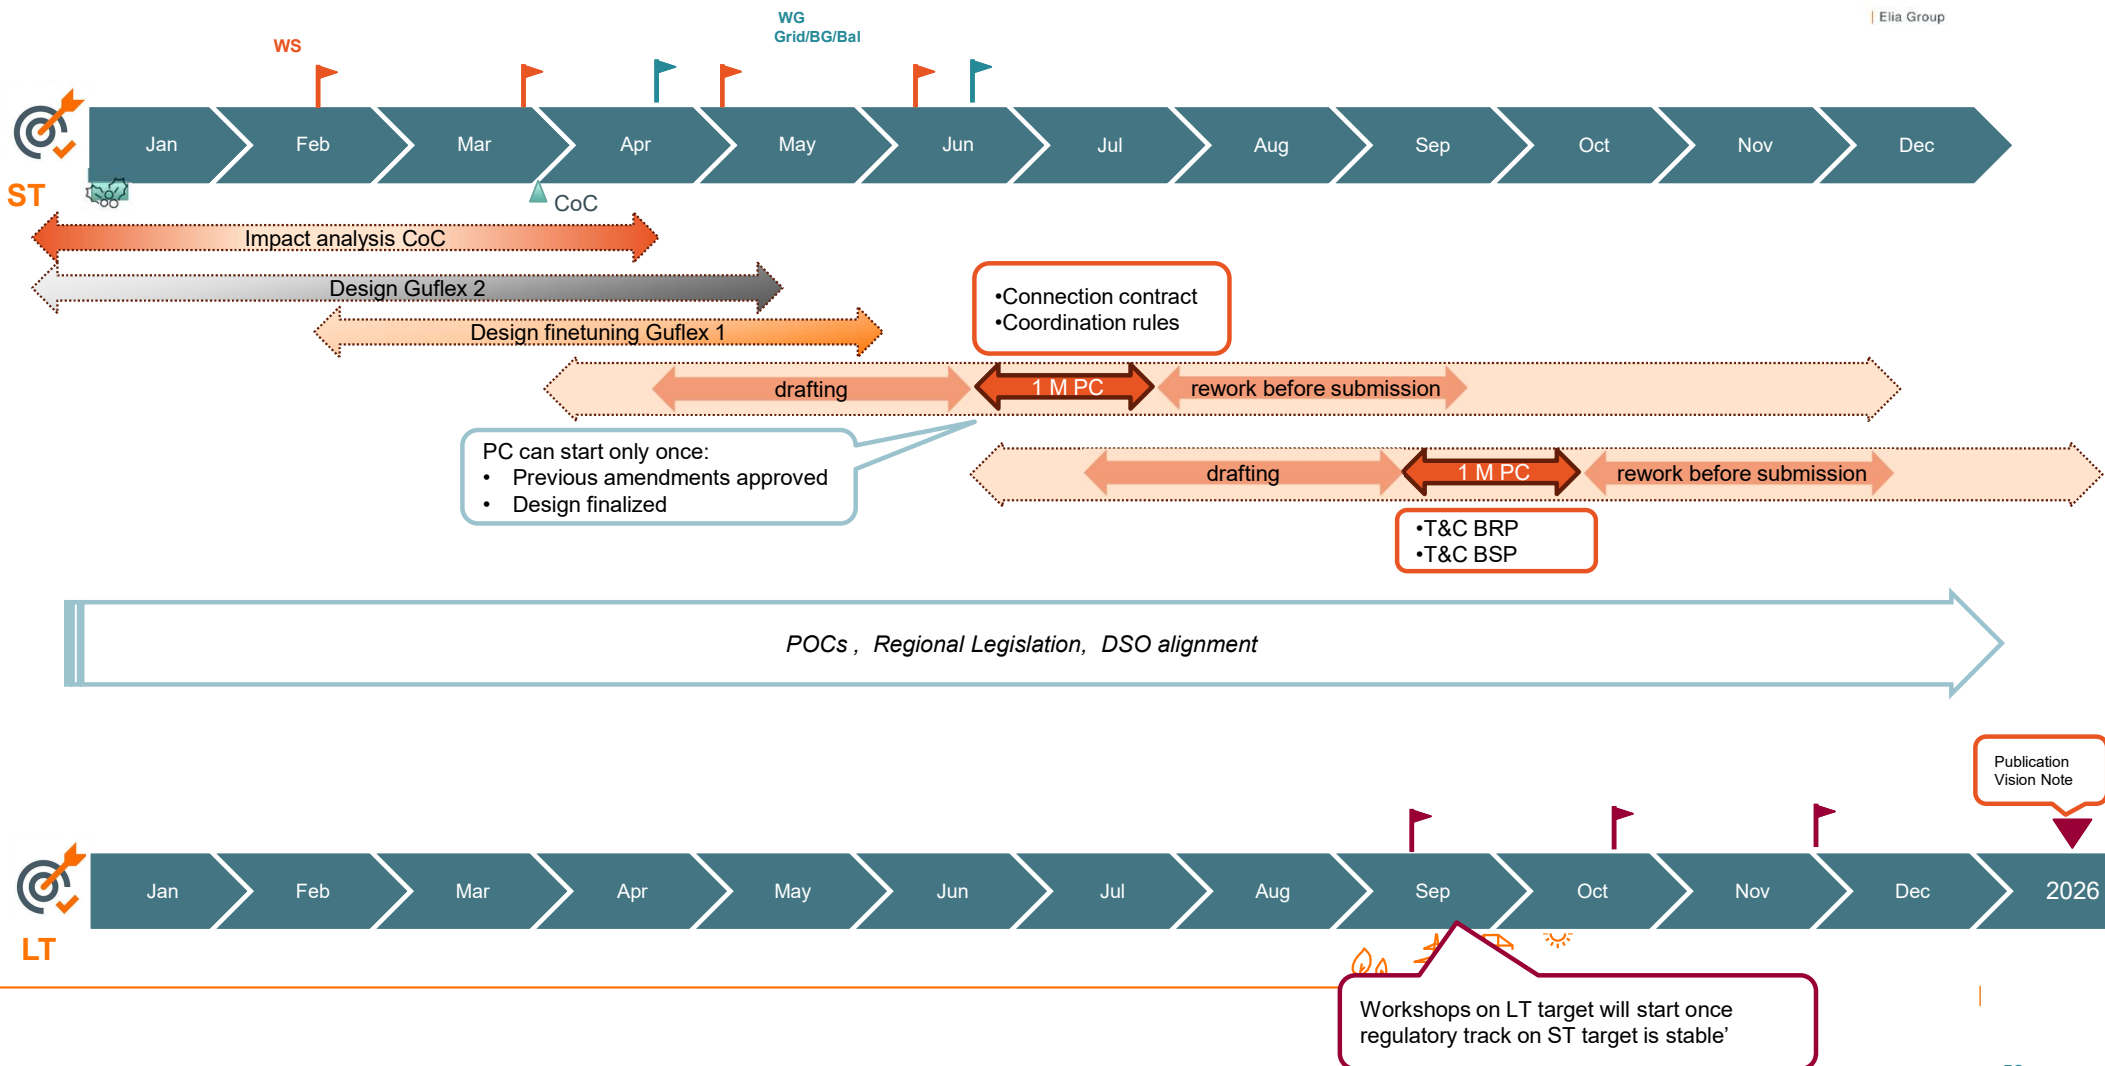 | Elia Group
WG
Grid/BG/Bal
WS
Jan Feb Mar Apr May Jun Jul Aug Sep Oct Nov Dec
ST
CoC
Impact analysis CoC
Design Guflex 2
Design finetuning Guflex 1
•Connection contract
•Coordination rules
drafting 1 M PC rework before submission
PC can start only once:
• Previous amendments approved
• Design finalized
drafting 1 M PC rework before submission
•T&C BRP
•T&C BSP
POCs , Regional Legislation, DSO alignment
Publication
Vision Note
Jan Feb Mar Apr May Jun Jul Aug Sep Oct Nov Dec 2026
LT
Workshops on LT target will start once
regulatory track on ST target is stable’